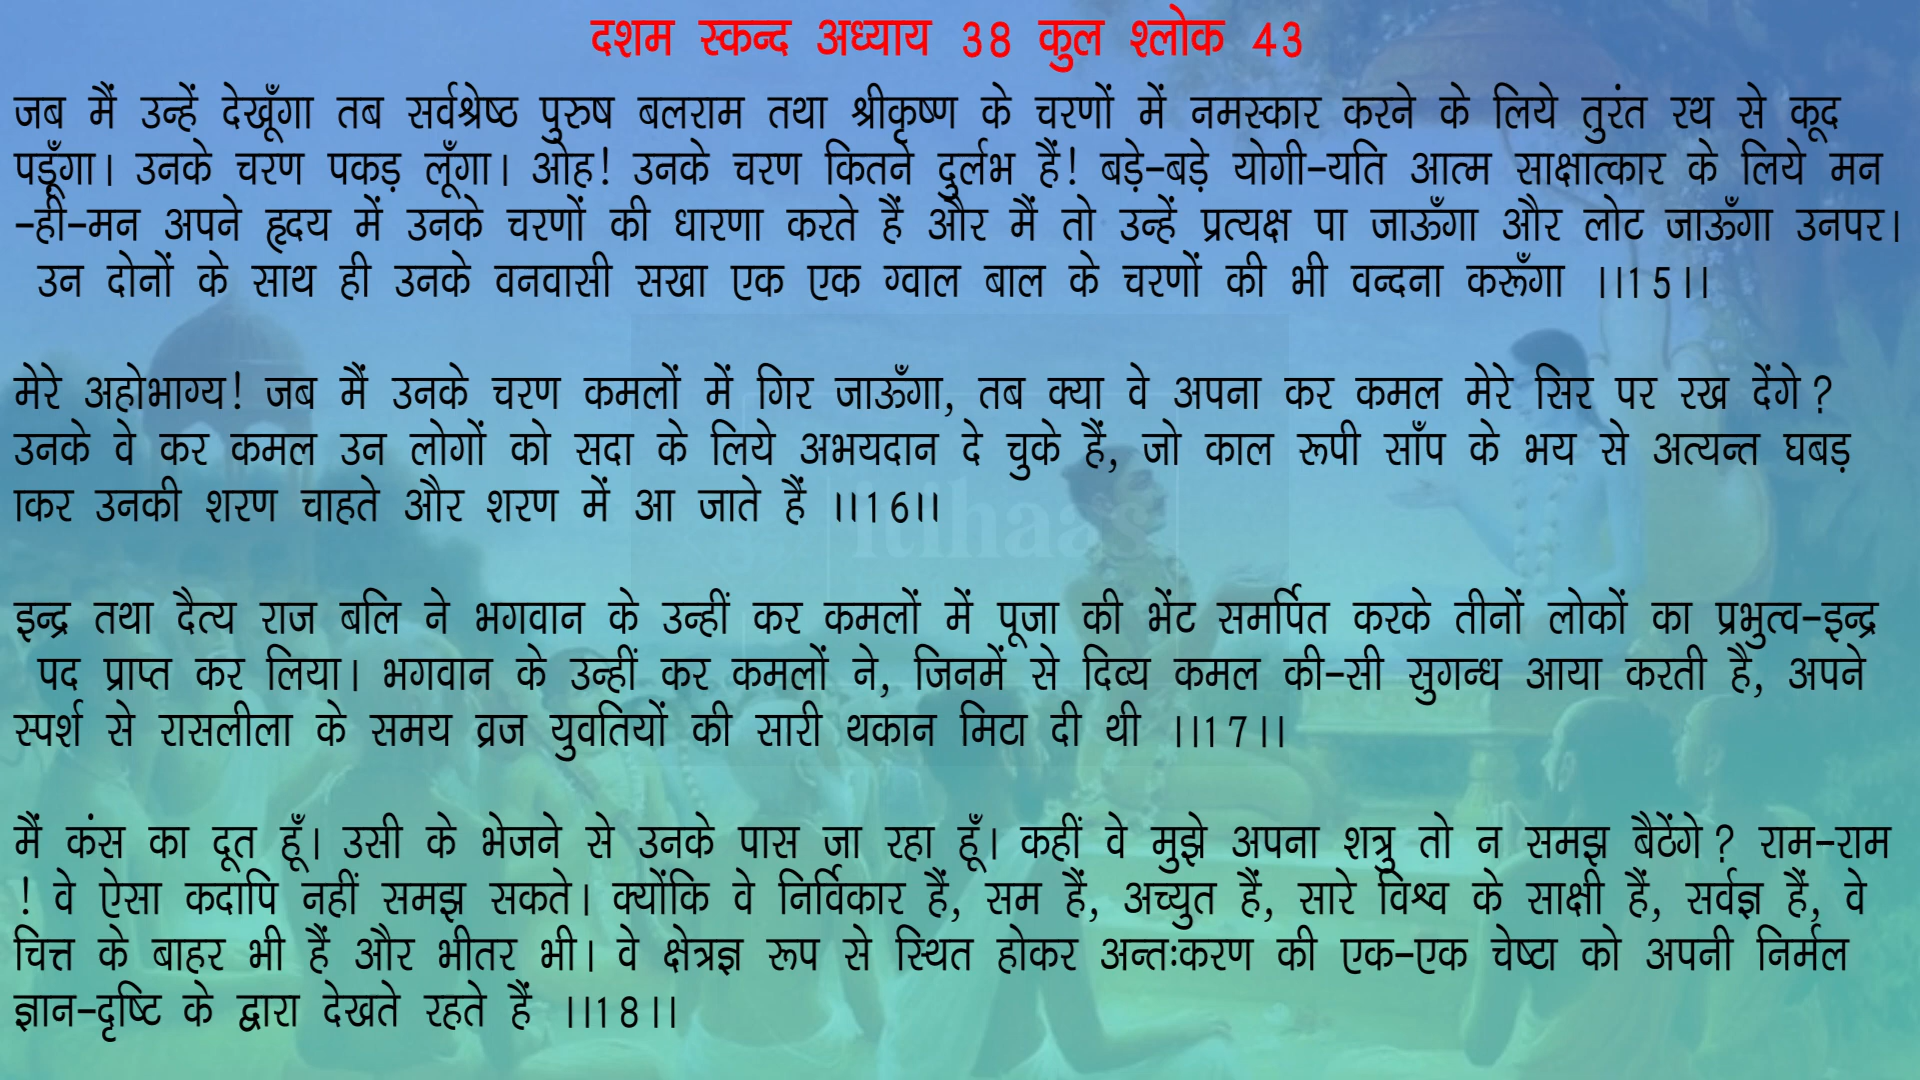 दशम स्कन्द अध्याय 38 कुल श्लोक 43
जब मैं उन्हें देखूँगा तब सर्वश्रेष्ठ पुरुष बलराम तथा श्रीकृष्ण के चरणों में नमस्कार करने के लिये तुरंत रथ से कूद
पडूँगा। उनके चरण पकड़ लूँगा। ओह! उनके चरण कितने दुर्लभ हैं! बड़े-बड़े योगी-यति आत्म साक्षात्कार के लिये मन
-ही-मन अपने हृदय में उनके चरणों की धारणा करते हैं और मैं तो उन्हें प्रत्यक्ष पा जाऊँगा और लोट जाऊँगा उनपर।
उन दोनों के साथ ही उनके वनवासी सखा एक एक ग्वाल बाल के चरणों की भी वन्दना करूँगा ।।15।।
मेरे अहोभाग्य! जब मैं उनके चरण कमलों में गिर जाऊँगा, तब क्या वे अपना कर कमल मेरे सिर पर रख देंगे?
उनके वे कर कमल उन लोगों को सदा के लिये अभयदान दे चुके हैं, जो काल रूपी साँप के भय से अत्यन्त घबड़
ाकर उनकी शरण चाहते और शरण में आ जाते हैं ।।16।।
itihaas
इन्द्र तथा दैत्य राज बलि ने भगवान के उन्हीं कर कमलों में पूजा की भेंट समर्पित करके तीनों लोकों का प्रभुत्व-इन्द्र
पद प्राप्त कर लिया। भगवान के उन्हीं कर कमलों ने, जिनमें से दिव्य कमल की-सी सुगन्ध आया करती है, अपने
स्पर्श से रासलीला के समय व्रज युवतियों की सारी थकान मिटा दी थी ।।17।।
मैं कंस का दूत हूँ। उसी के भेजने से उनके पास जा रहा हूँ। कहीं वे मुझे अपना शत्रु तो न समझ बैठेंगे? राम-राम
! वे ऐसा कदापि नहीं समझ सकते। क्योंकि वे निर्विकार हैं, सम हैं, अच्युत हैं, सारे विश्व के साक्षी हैं, सर्वज्ञ हैं, वे
चित्त के बाहर भी हैं और भीतर भी। वे क्षेत्रज्ञ रूप से स्थित होकर अन्तःकरण की एक-एक चेष्टा को अपनी निर्मल
ज्ञान-दृष्टि के द्वारा देखते रहते हैं ।।18।।